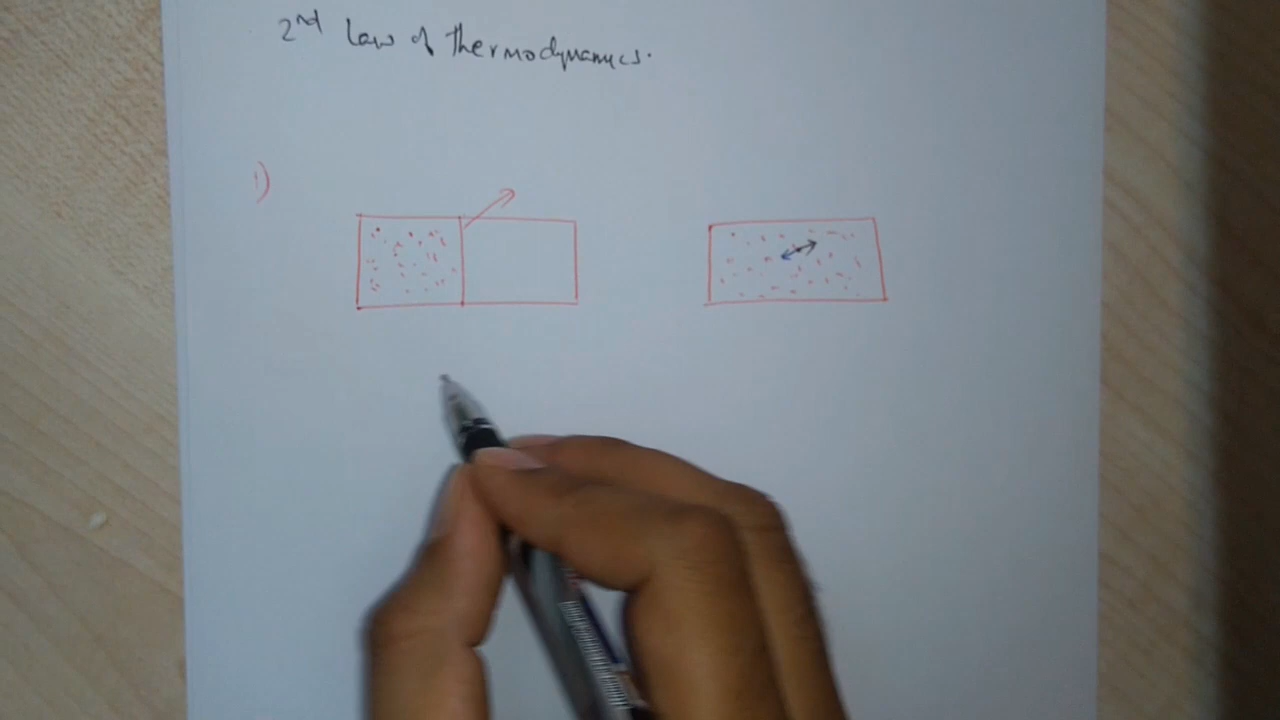 2nd Law of thermodynamics.
1)